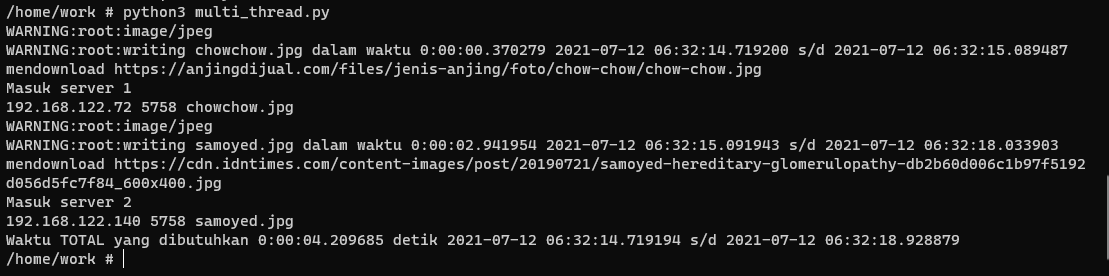 /home/work # python3 multi_thread.py
WARNING:root:image/jpeg
WARNING:root:writing chowchow.jpg dalam waktu 0:00:00.370279 2021-07-12 06:32:14.719200 s/d 2021-07-12 06:32:15.089487
mendownload https://anjingdijual.com/files/jenis-anjing/foto/chow-chow/chow-chow.jpg
Masuk server 1
192.168.122.72 5758 chowchow.jpg
WARNING:root:image/jpeg
WARNING:root:writing samoyed.jpg dalam waktu 0:00:02.941954 2021-07-12 06:32:15.091943 s/d 2021-07-12 06:32:18.033903
mendownload https://cdn.idntimes.com/content-images/post/20190721/samoyed-hereditary-glomerulopathy-db2b60d006c1b97f5192
d056d5fc7f84_600x400.jpg
Masuk server 2
192.168.122.140 5758 samoyed.jpg
Waktu TOTAL yang dibutuhkan 0:00:04.209685 detik 2021-07-12 06:32:14.719194 s/d 2021-07-12 06:32:18.928879
/home/work #